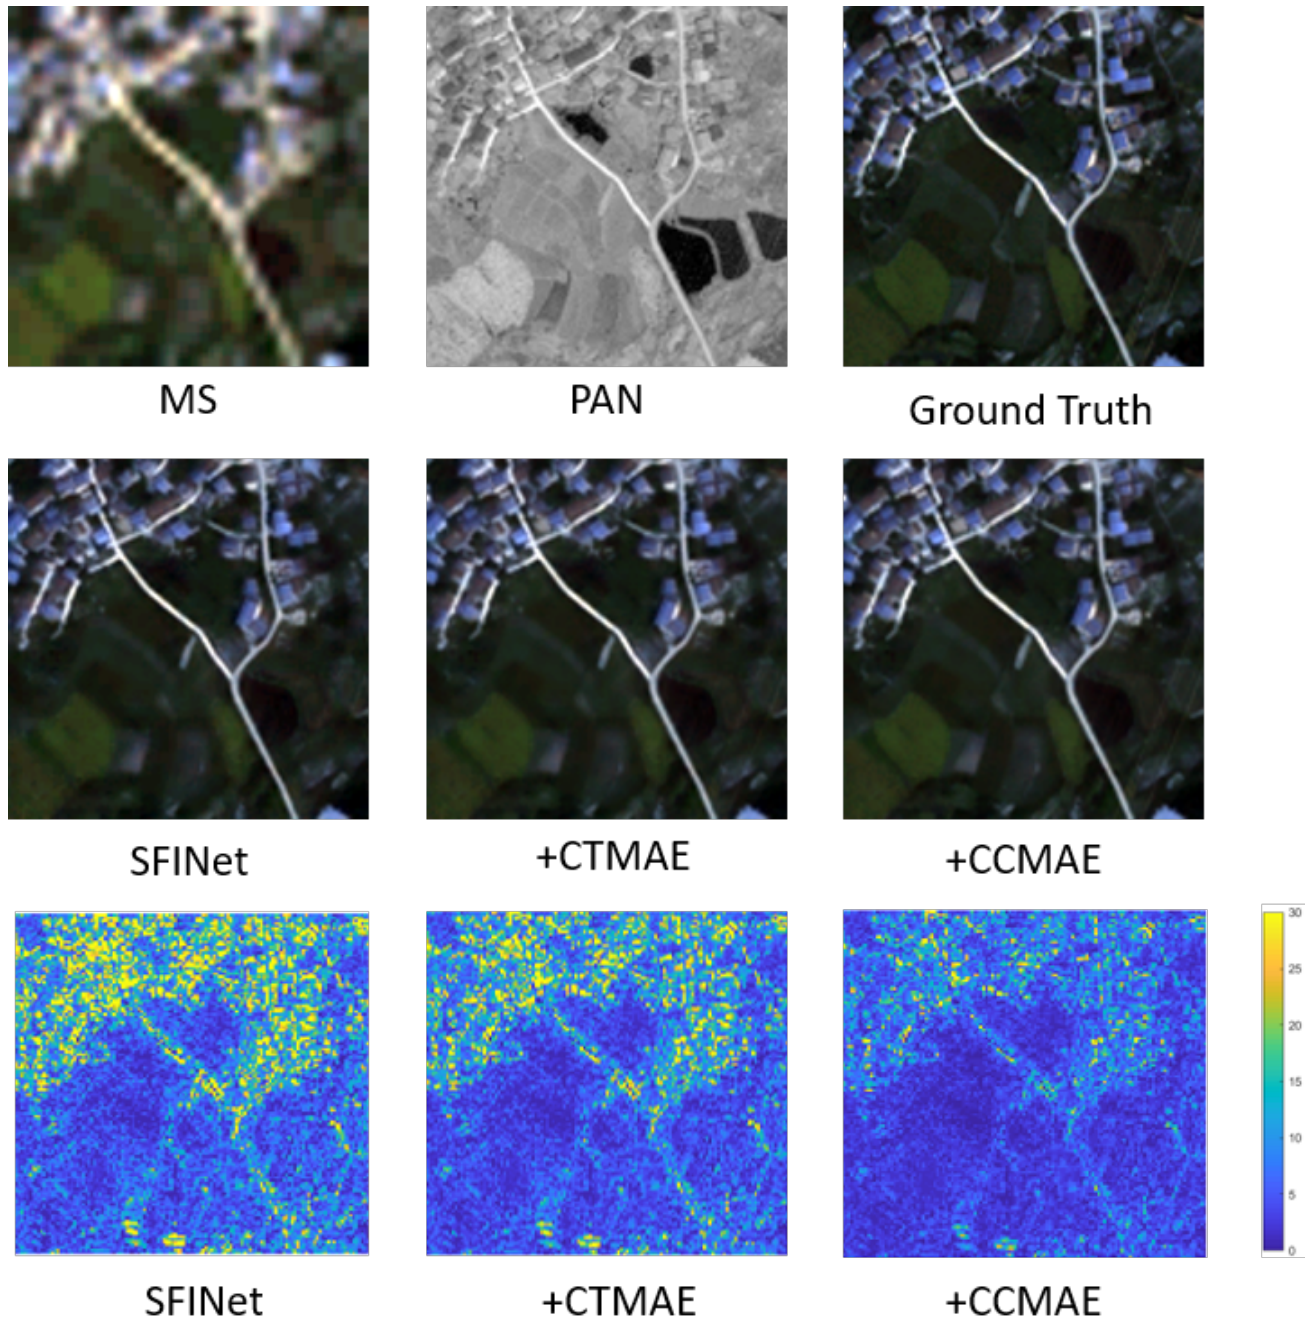 MS
PAN
Ground Truth
SFINet
+CTMAE
+CCMAE
30
25
20
15
10
5
0
SFINet
+CTMAE
+CCMAE